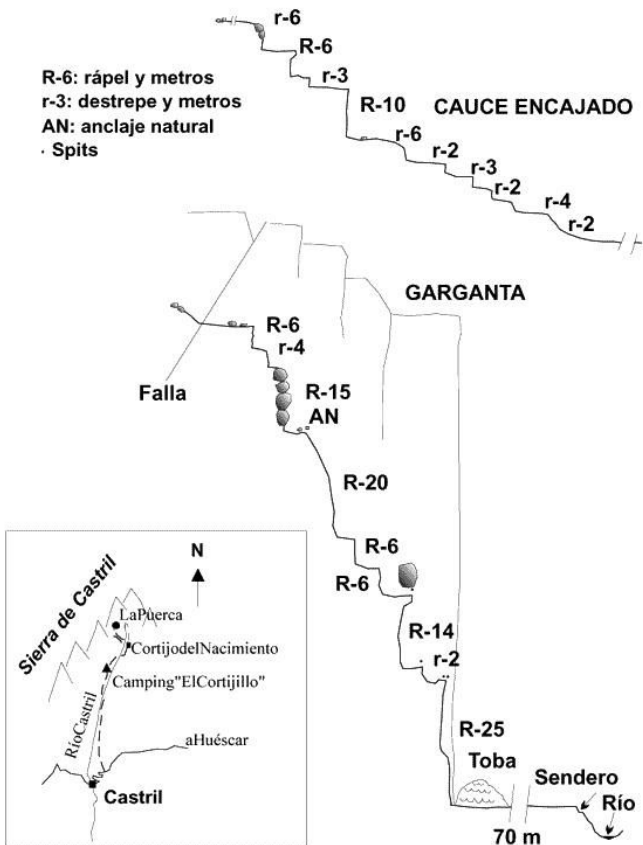 r-6
R-6
r-3
R-10
CAUCE ENCAJADO
r-6
r-2
r-3
r-2
r-4
r-2
R-6: rápel y metros
r-3: destrepe y metros
AN: anclaje natural
· Spits
GARGANTA
R-6
r-4
Falla
R-15
AN
R-20
R-6
R-6
R-14
r-2
R-25
Toba
Sendero
Río
70 m
N
Sierra de Castril
LaPuerca
CortijodelNacimiento
Camping"ElCortijillo"
RíoCastril
aHuéscar
Castril